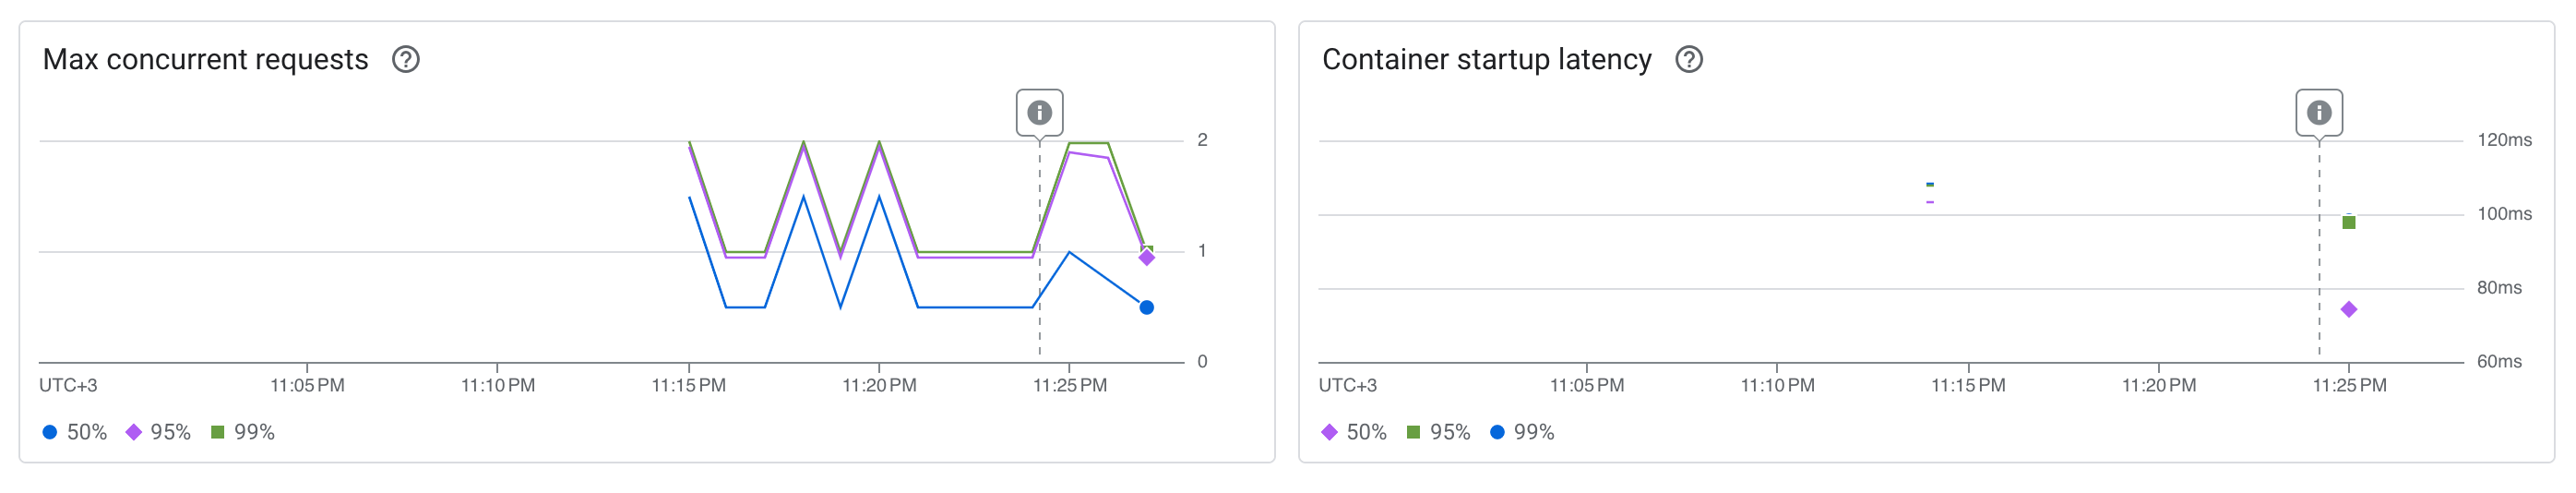 Max concurrent requests
2
1
0
UTC+3 11:05 PM 11:10 PM 11:15 PM 11:20 PM 11:25 PM
50% 95% 99%
Container startup latency
120ms
100ms
80ms
60ms
UTC+3 11:05 PM 11:10 PM 11:15 PM 11:20 PM 11:25 PM
50% 95% 99%